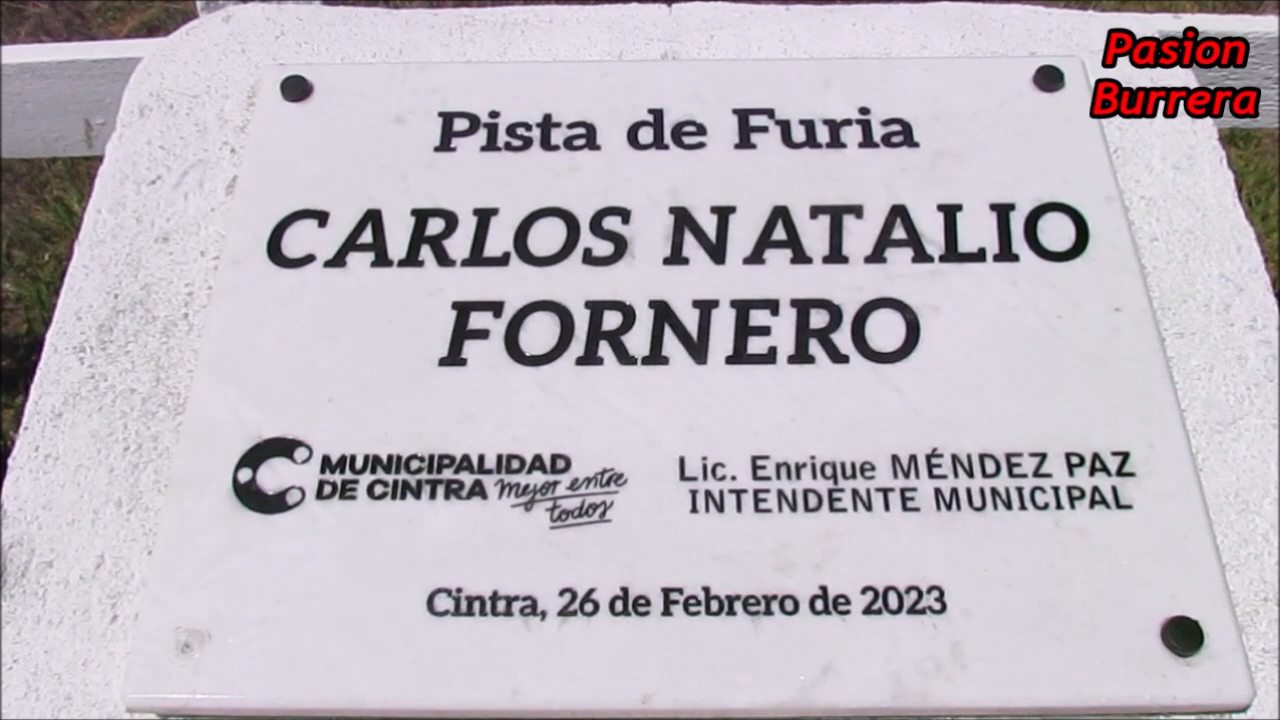 Pasion
Burrera
Pista de Furia
CARLOS NATALIO
FORNERO
MUNICIPALIDAD
DE CINTRA mejor entre
todos
Lic. Enrique MÉNDEZ PAZ
INTENDENTE MUNICIPAL
Cintra, 26 de Febrero de 2023